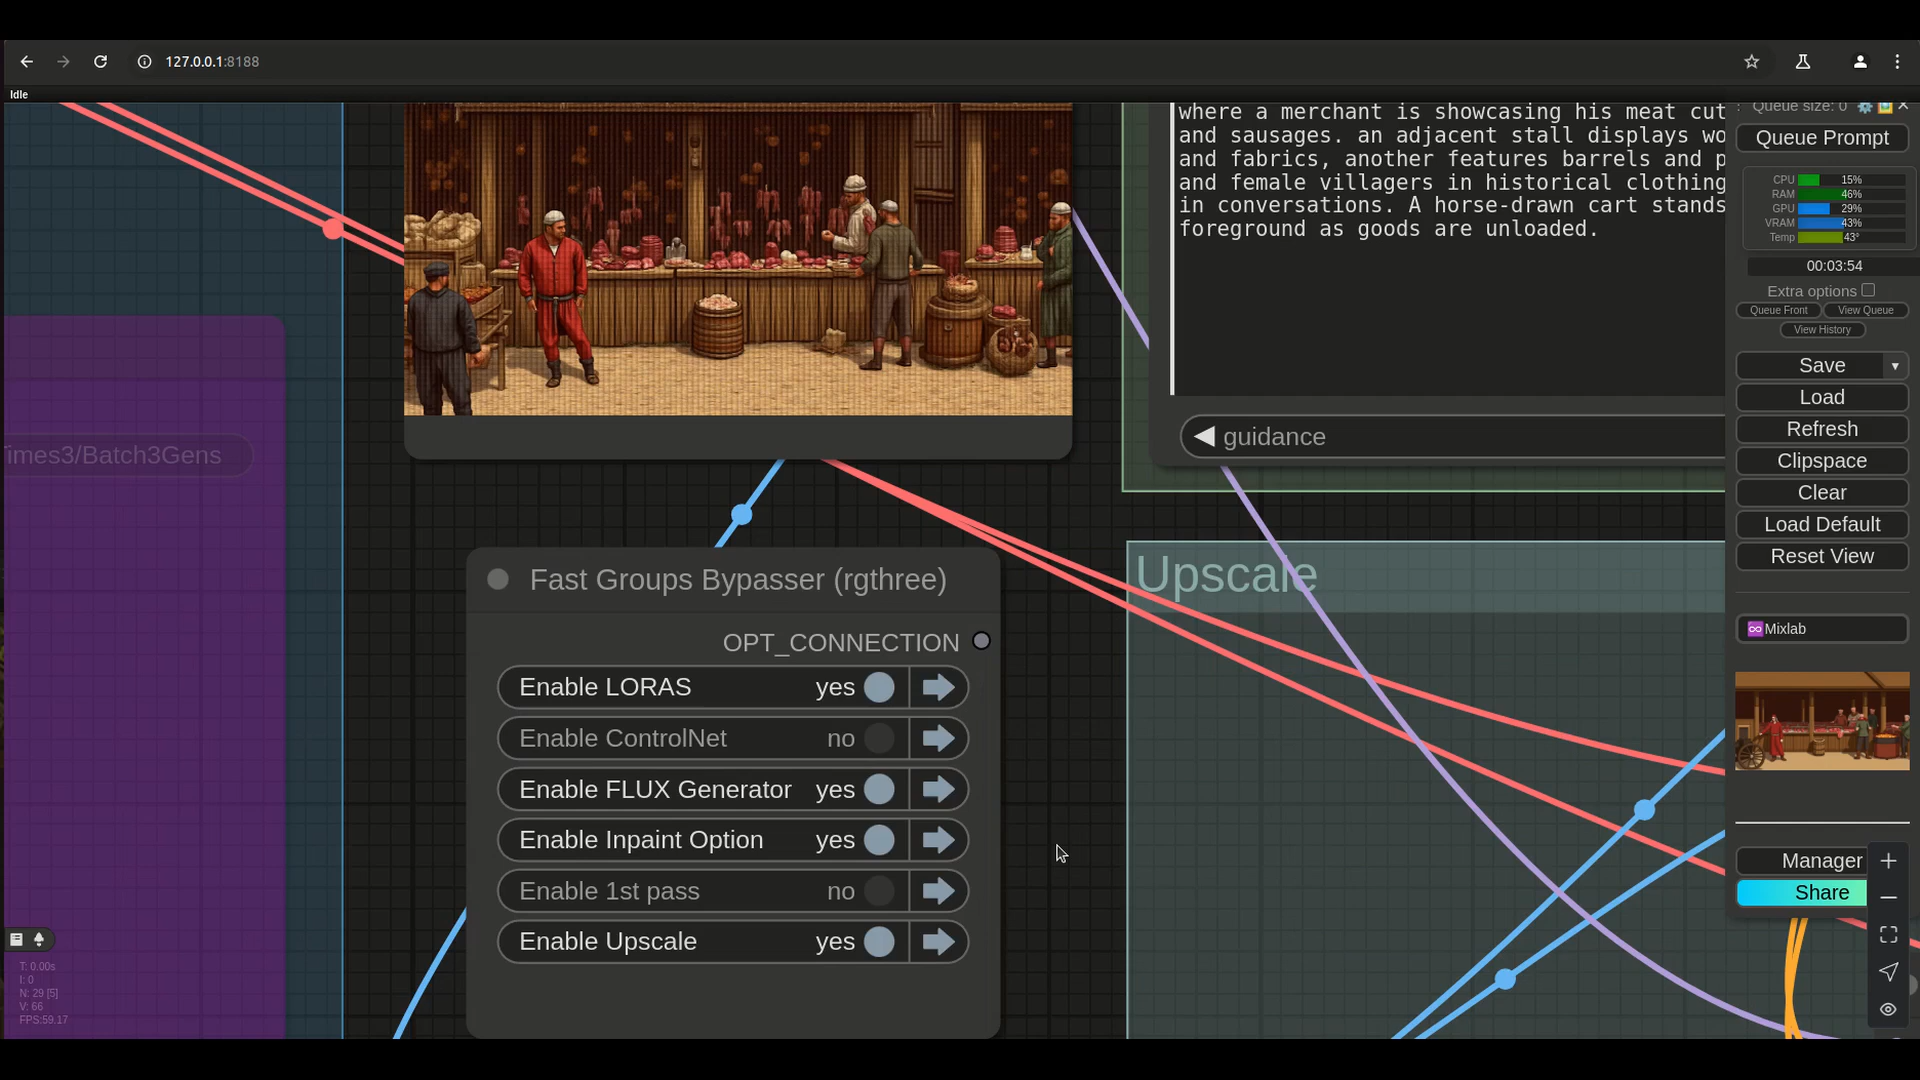 127.0.0.1:8188
Idle
where a merchant is showcasing his meat cut
and sausages. an adjacent stall displays wo
and fabrics, another features barrels and p
and female villagers in historical clothing
in conversations. A horse-drawn cart stands
foreground as goods are unloaded.
guidance
imes3/Batch3Gens
Fast Groups Bypasser (rgthree)
OPT_CONNECTION
Enable LORAS yes
Enable ControlNet no
Enable FLUX Generator yes
Enable Inpaint Option yes
Enable 1st pass no
Enable Upscale yes
Upscale
T: 0.00s
I: 0
N: 29 [5]
V: 66
FPS:59.17
Queue size: 0
Queue Prompt
CPU 15%
RAM 46%
GPU 29%
VRAM 43%
Temp 43°
00:03:54
Extra options
Queue Front View Queue
View History
Save
Load
Refresh
Clipspace
Clear
Load Default
Reset View
Mixlab
Manager
Share